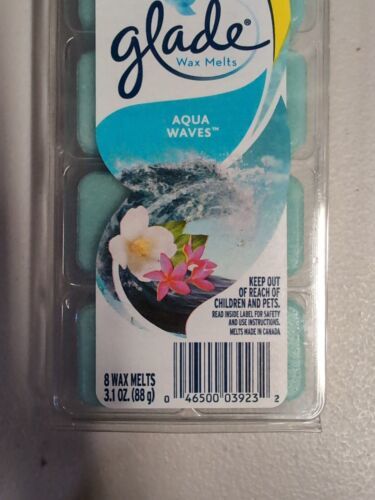 glade®
Wax Melts
AQUA
WAVES™
KEEP OUT
OF REACH OF
CHILDREN AND PETS.
READ INSIDE LABEL FOR SAFETY
AND USE INSTRUCTIONS.
MELTS MADE IN CANADA
8 WAX MELTS
3.1 OZ. (88 g)
0 46500 03923 2